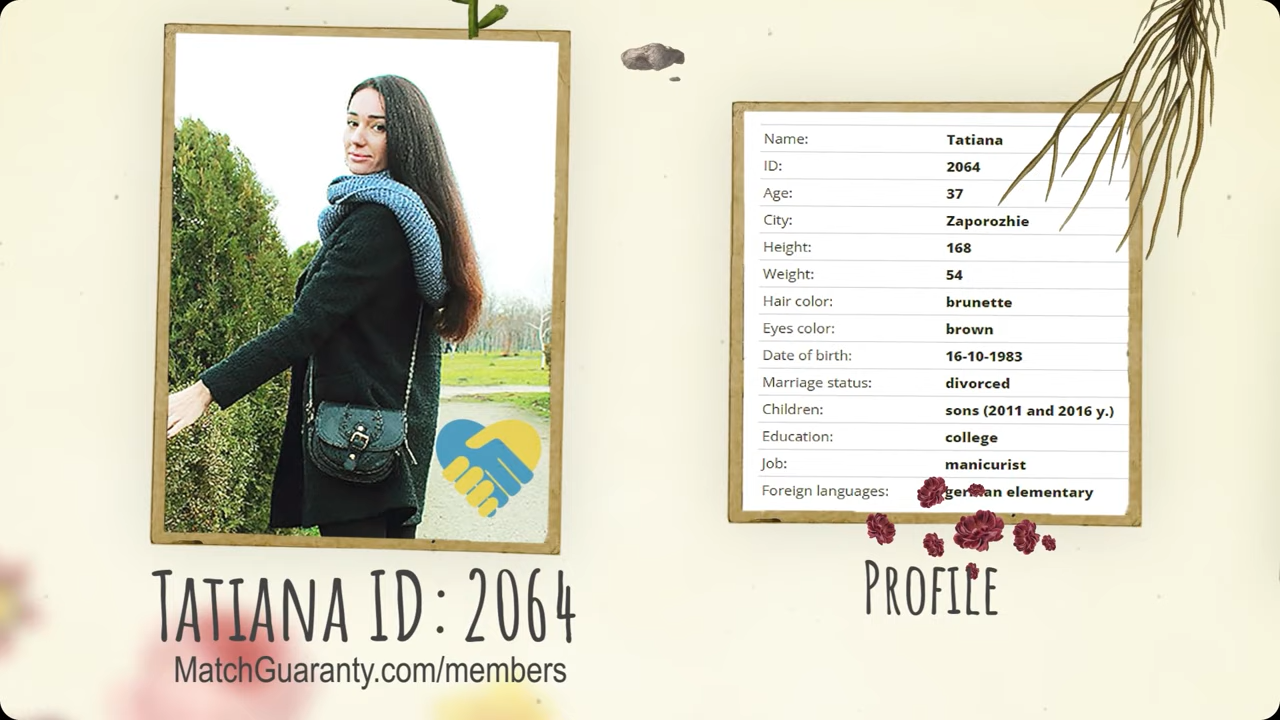 Name: Tatiana
ID: 2064
Age: 37
City: Zaporozhie
Height: 168
Weight: 54
Hair color: brunette
Eyes color: brown
Date of birth: 16-10-1983
Marriage status: divorced
Children: sons (2011 and 2016 y.)
Education: college
Job: manicurist
Foreign languages: german elementary
TATIANA ID: 2064
MatchGuaranty.com/members
PROFILE